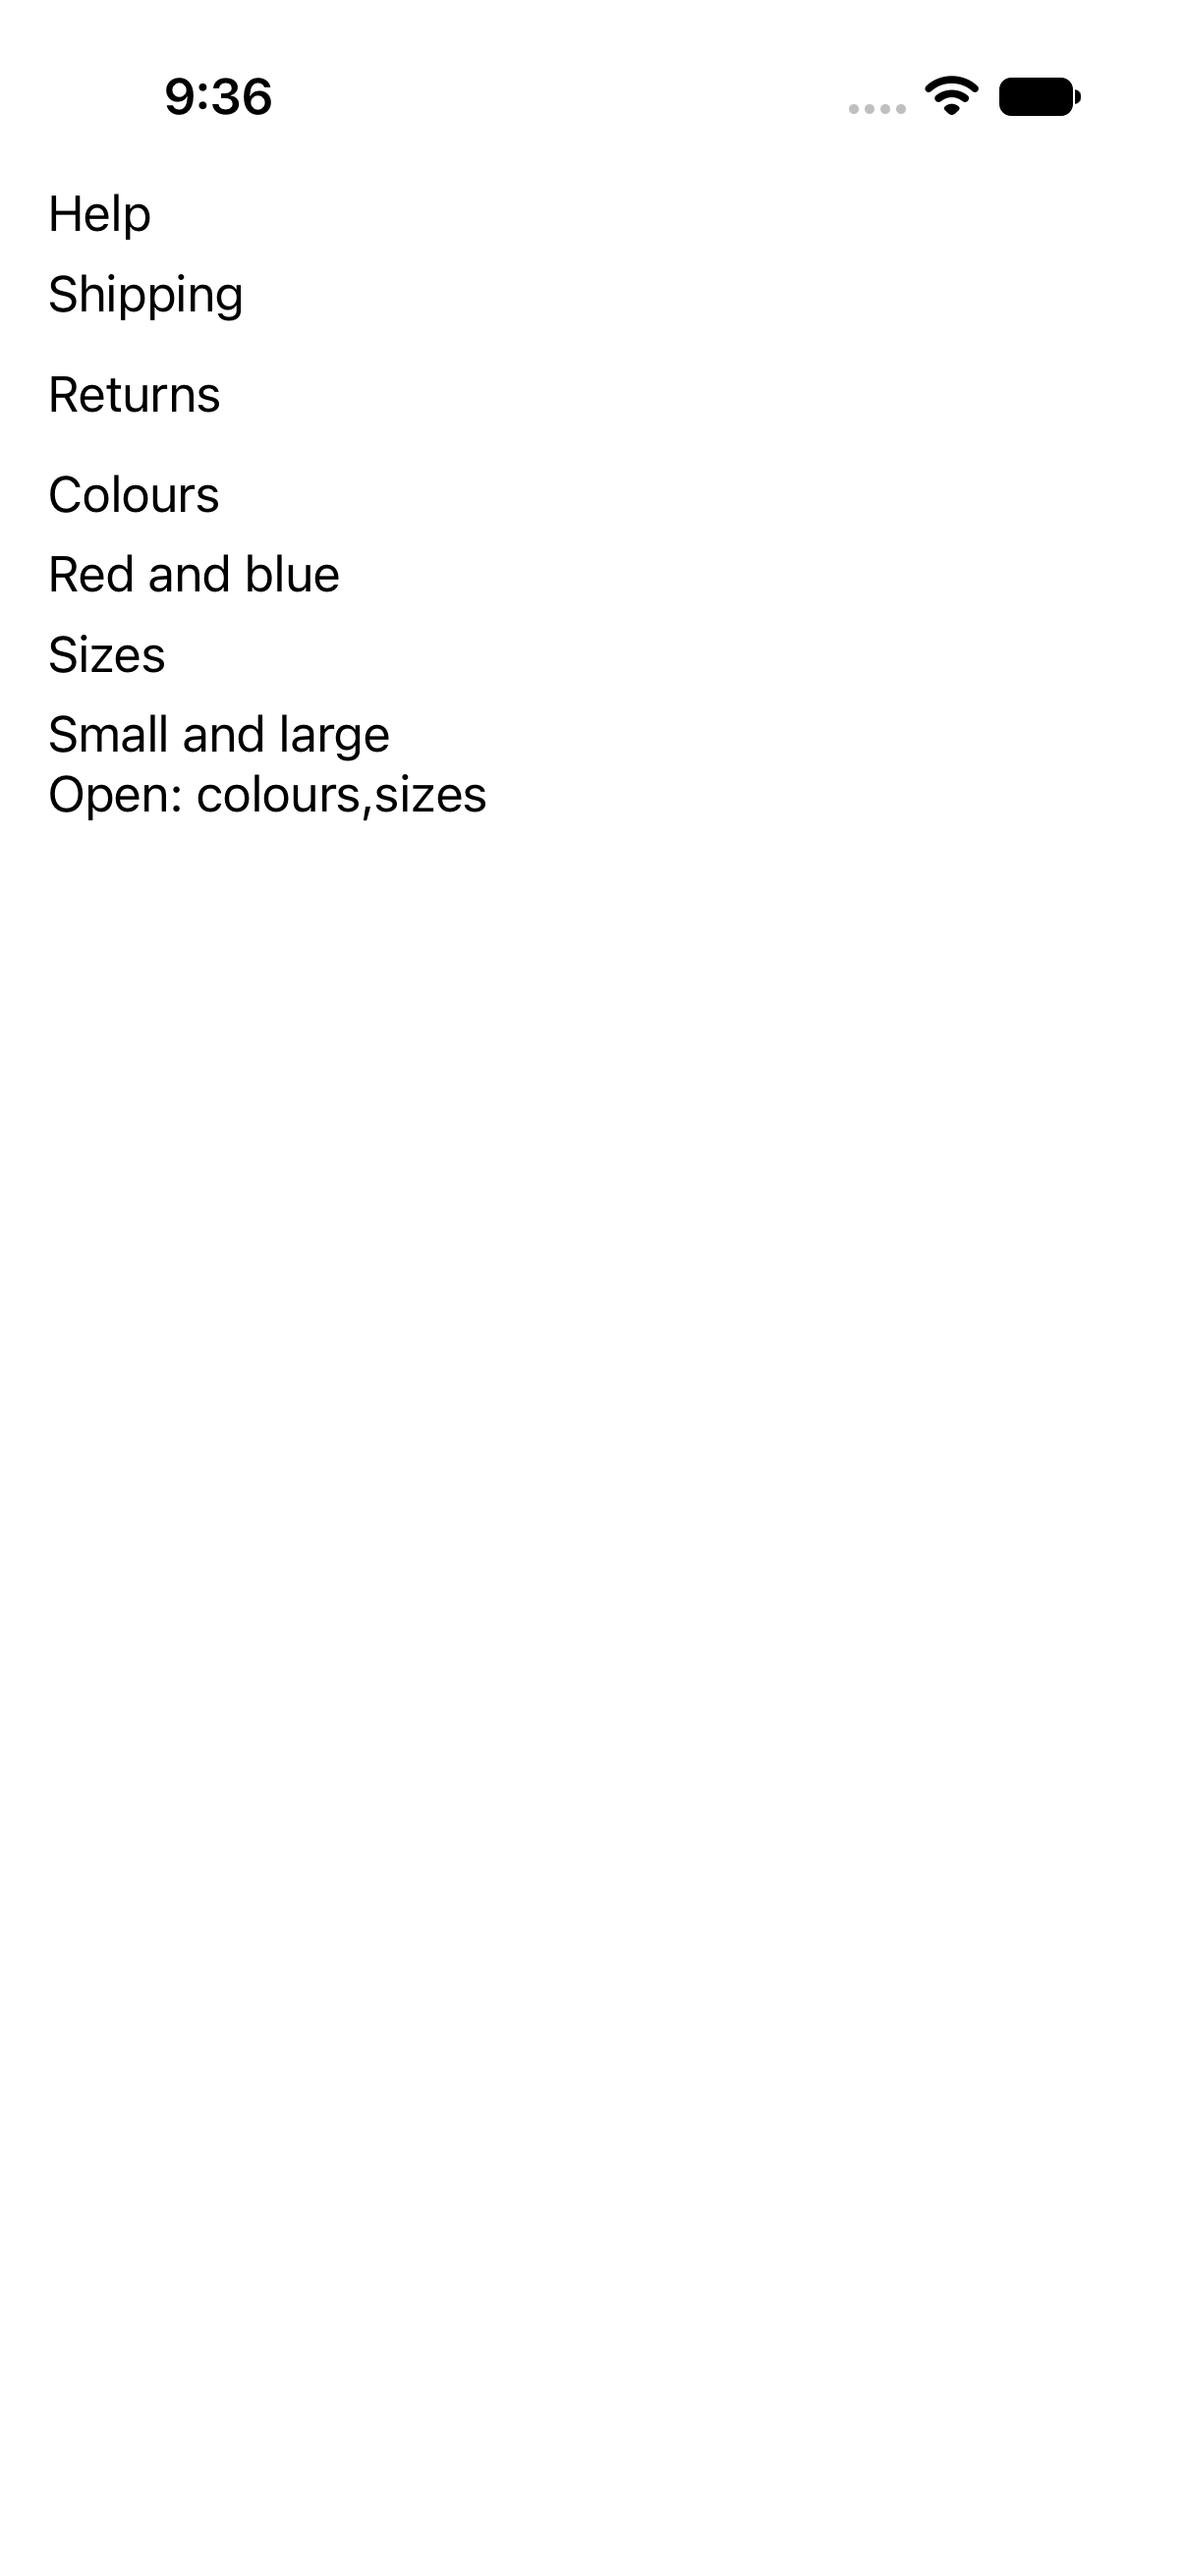 9:36
Help
Shipping
Returns
Colours
Red and blue
Sizes
Small and large
Open: colours,sizes